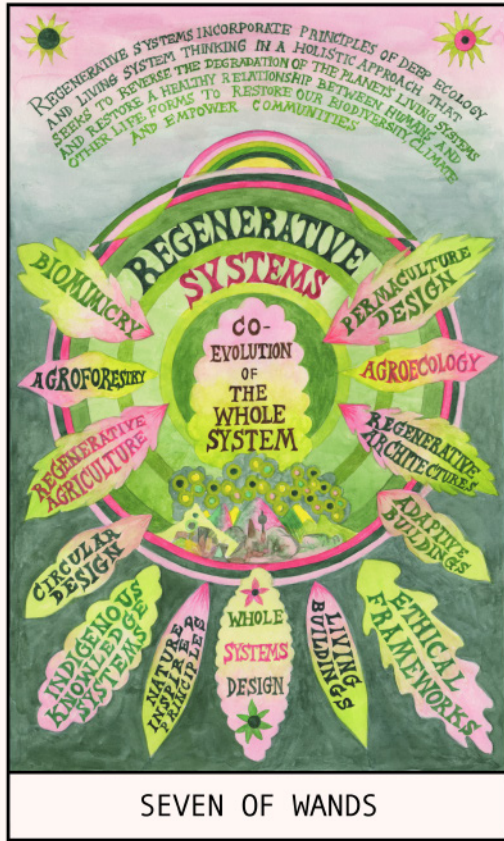 REGENERATIVE SYSTEMS INCORPORATE PRINCIPLES OF DEEP ECOLOGY
AND LIVING SYSTEM THINKING IN A HOLISTIC APPROACH THAT
SEEKS TO REVERSE THE DEGRADATION OF THE PLANETS LIVING SYSTEMS
AND RESTORE A HEALTHY RELATIONSHIP BETWEEN HUMANS AND
OTHER LIFE FORMS TO RESTORE OUR BIODIVERSITY, CLIMATE
AND EMPOWER COMMUNITIES
REGENERATIVE
SYSTEMS
CO-
EVOLUTION
OF
THE
WHOLE
SYSTEM
BIOMIMICRY
PERMACULTURE
DESIGN
AGROFORESTRY
AGROECOLOGY
REGENERATIVE
AGRICULTURE
REGENERATIVE
ARCHITECTURES
CIRCULAR
DESIGN
ADAPTIVE
BUILDINGS
INDIGENOUS
KNOWLEDGE
SYSTEMS
NATURE
INSPIRED
PRINCIPLES
WHOLE
SYSTEMS
DESIGN
LIVING
BUILDINGS
ETHICAL
FRAMEWORKS
SEVEN OF WANDS